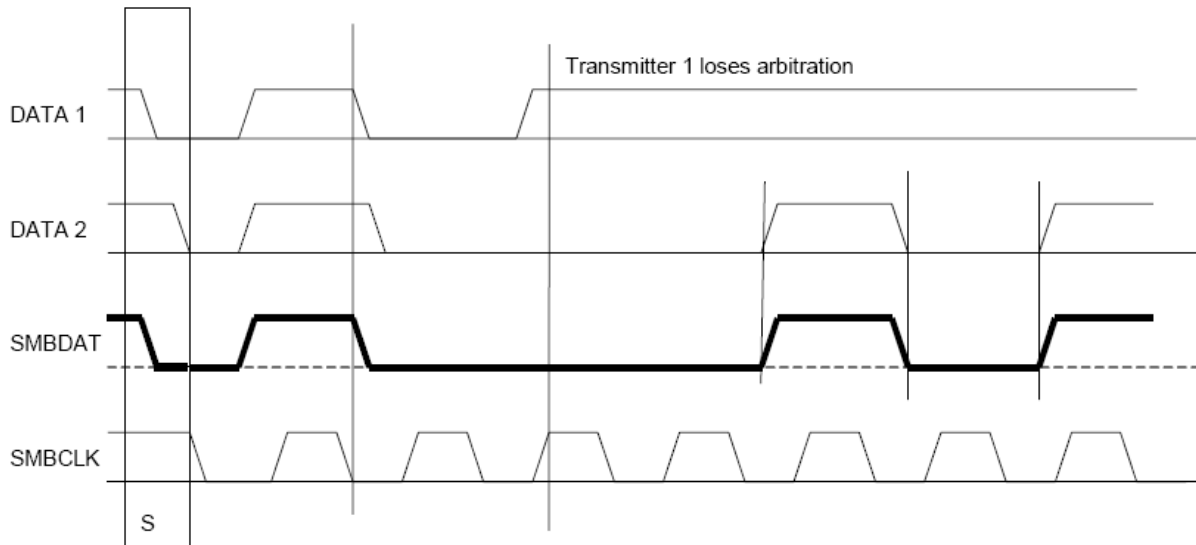 Transmitter 1 loses arbitration
DATA 1
DATA 2
SMBDAT
SMBCLK
S